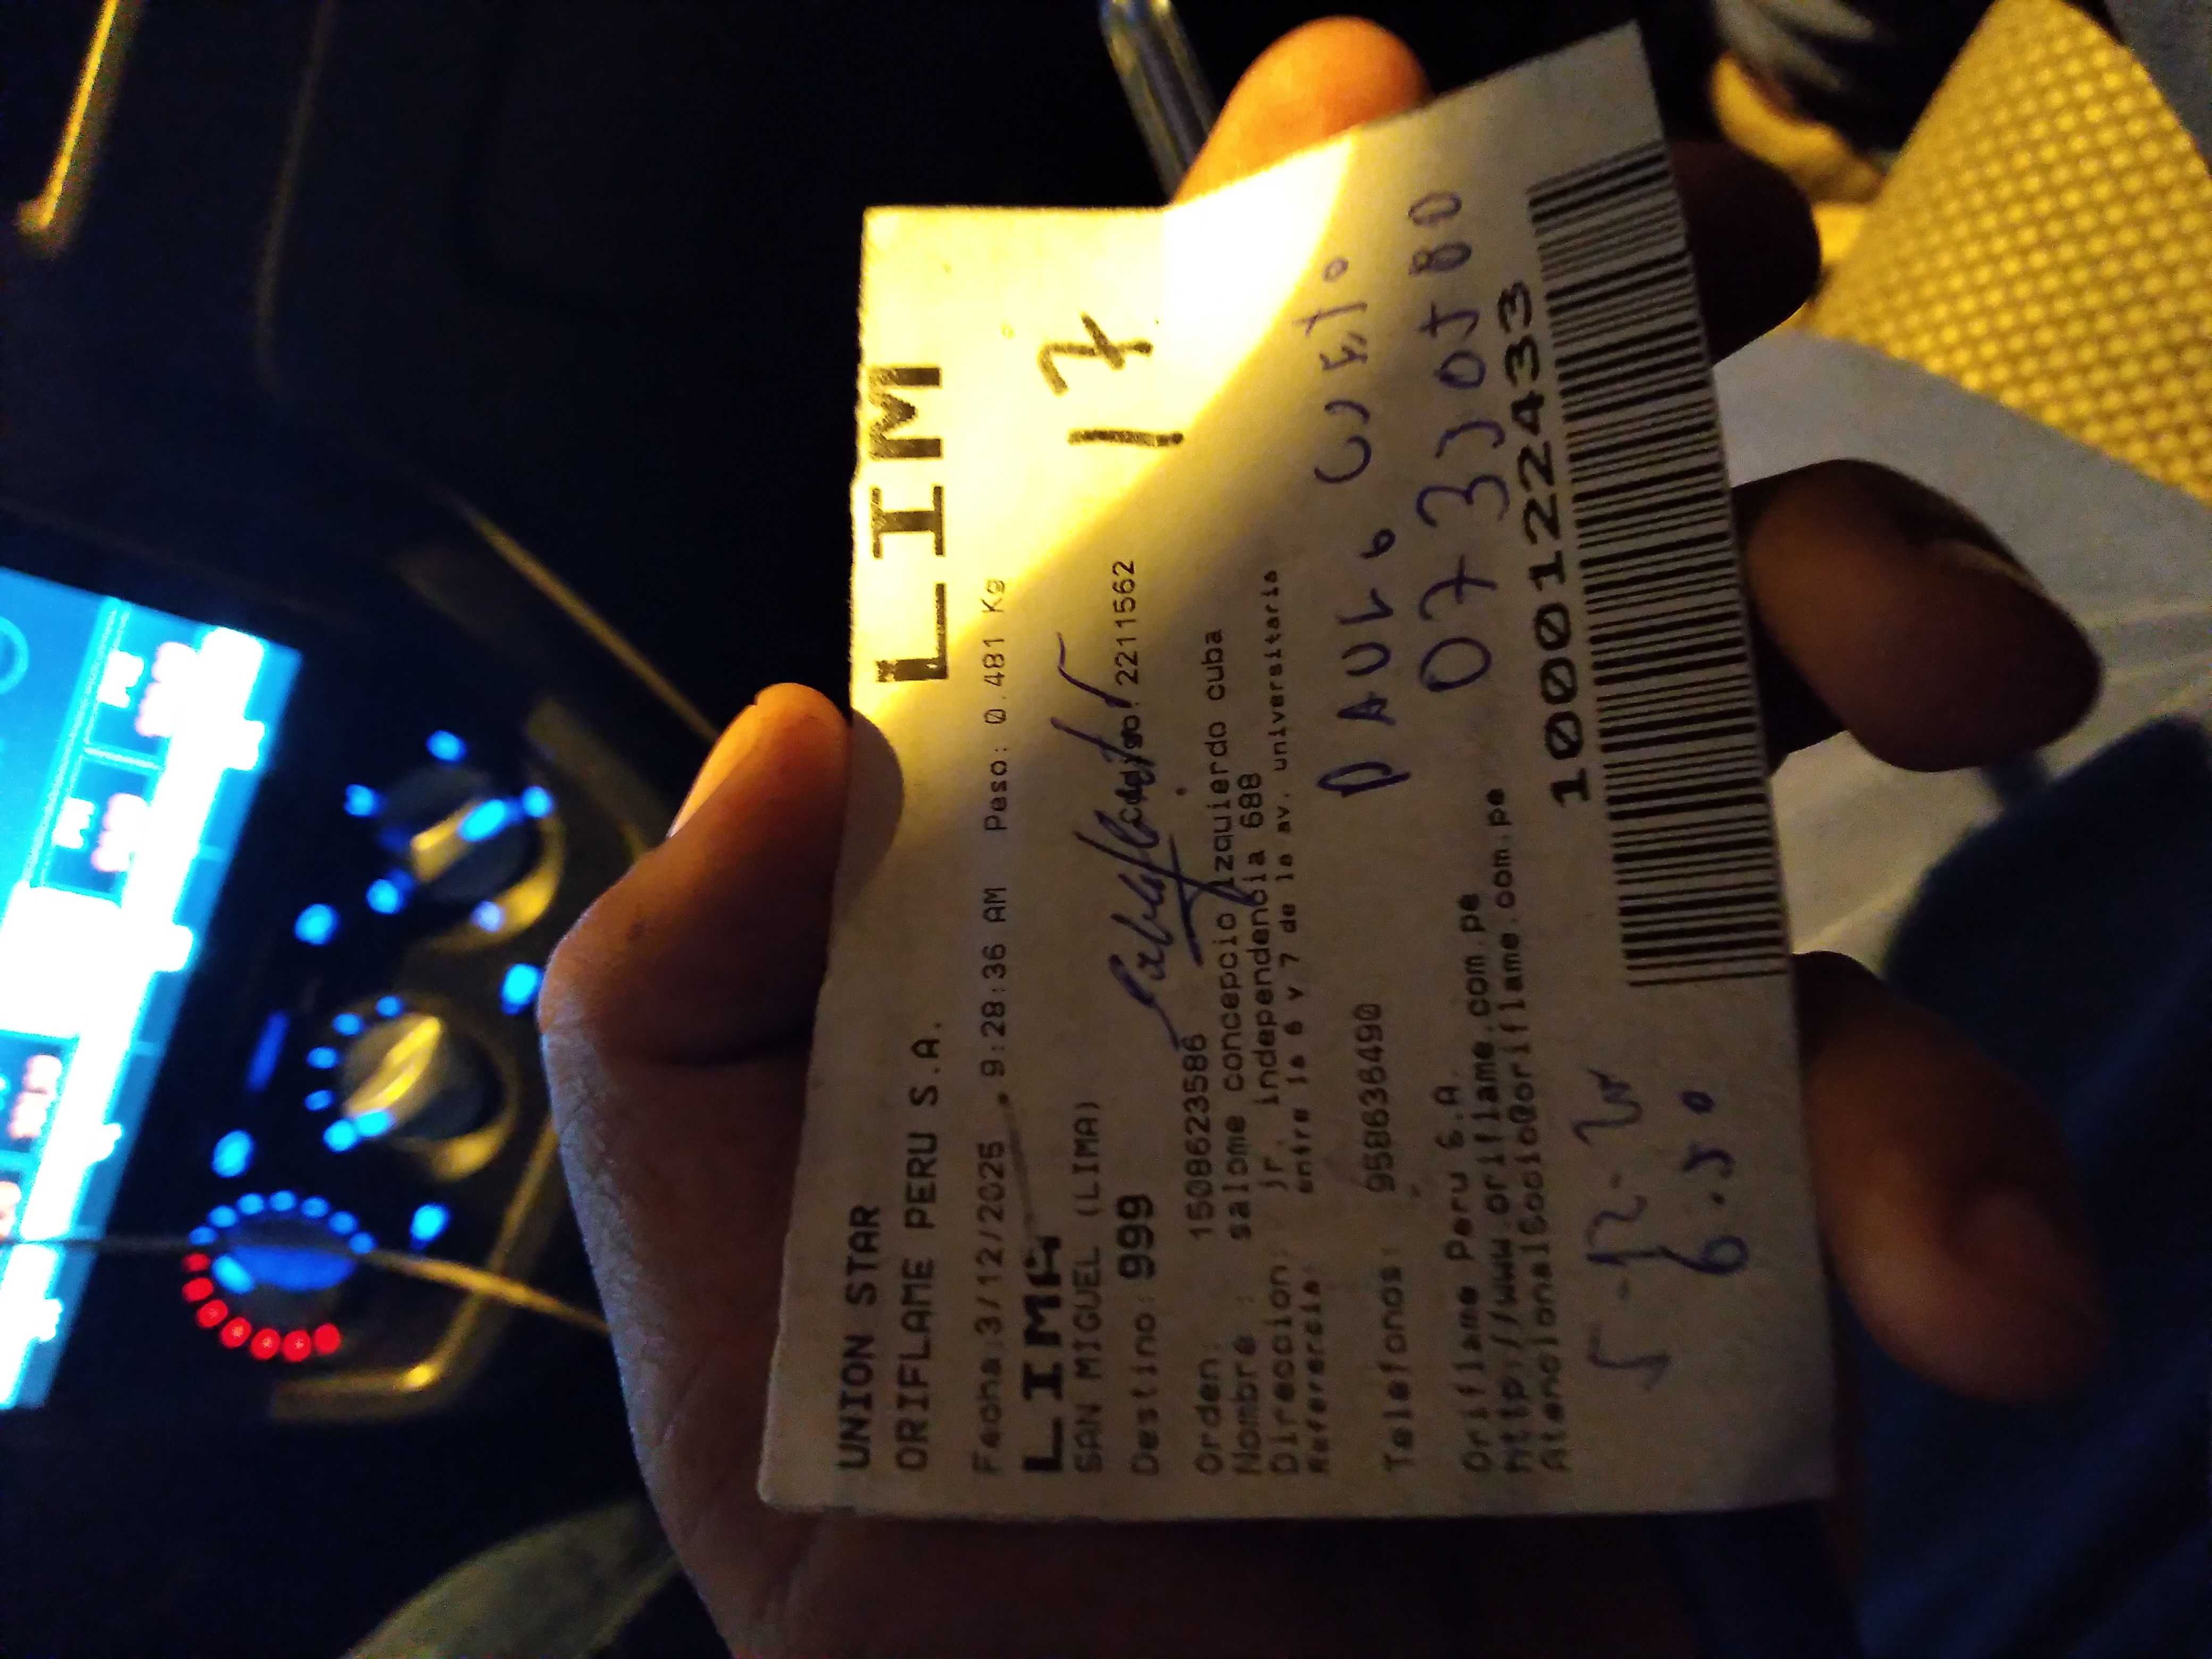 UNION STAR
ORIFLAME PERU S.A.
LIM
Fecha:3/12/2025 9:28:36 AM Peso: 0.481 Kg
LIMA
17
SAN MIGUEL (LIMA)
Destino: 999 Codigo: 2211562
Orden: 15086623586
Nombre : salome concepcio izquierdo cuba
Direccion: jr. independencia 688
Referencia: entre la 6 y 7 de la av. universitaria
Telefonos: 958636490
Oriflame Peru S.A.
http://www.oriflame.com.pe
AtencionalSocio@oriflame.com.pe
1000122433
5-12-
6.50